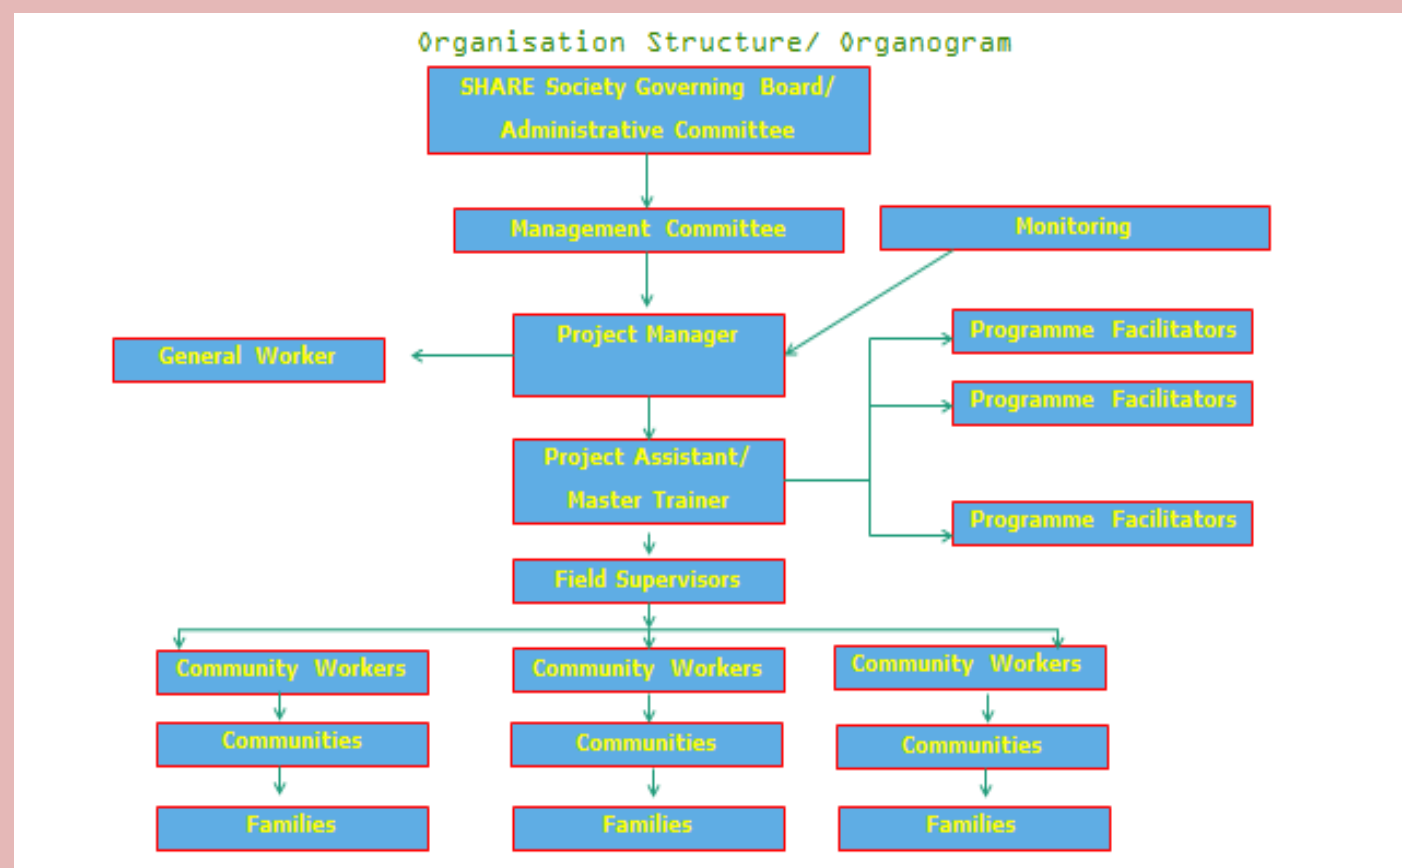 Organisation Structure/ Organogram
SHARE Society Governing Board/
Administrative Committee
Management Committee
Monitoring
Project Manager
General Worker
Programme Facilitators
Programme Facilitators
Project Assistant/
Master Trainer
Programme Facilitators
Field Supervisors
Community Workers
Community Workers
Community Workers
Communities
Communities
Communities
Families
Families
Families